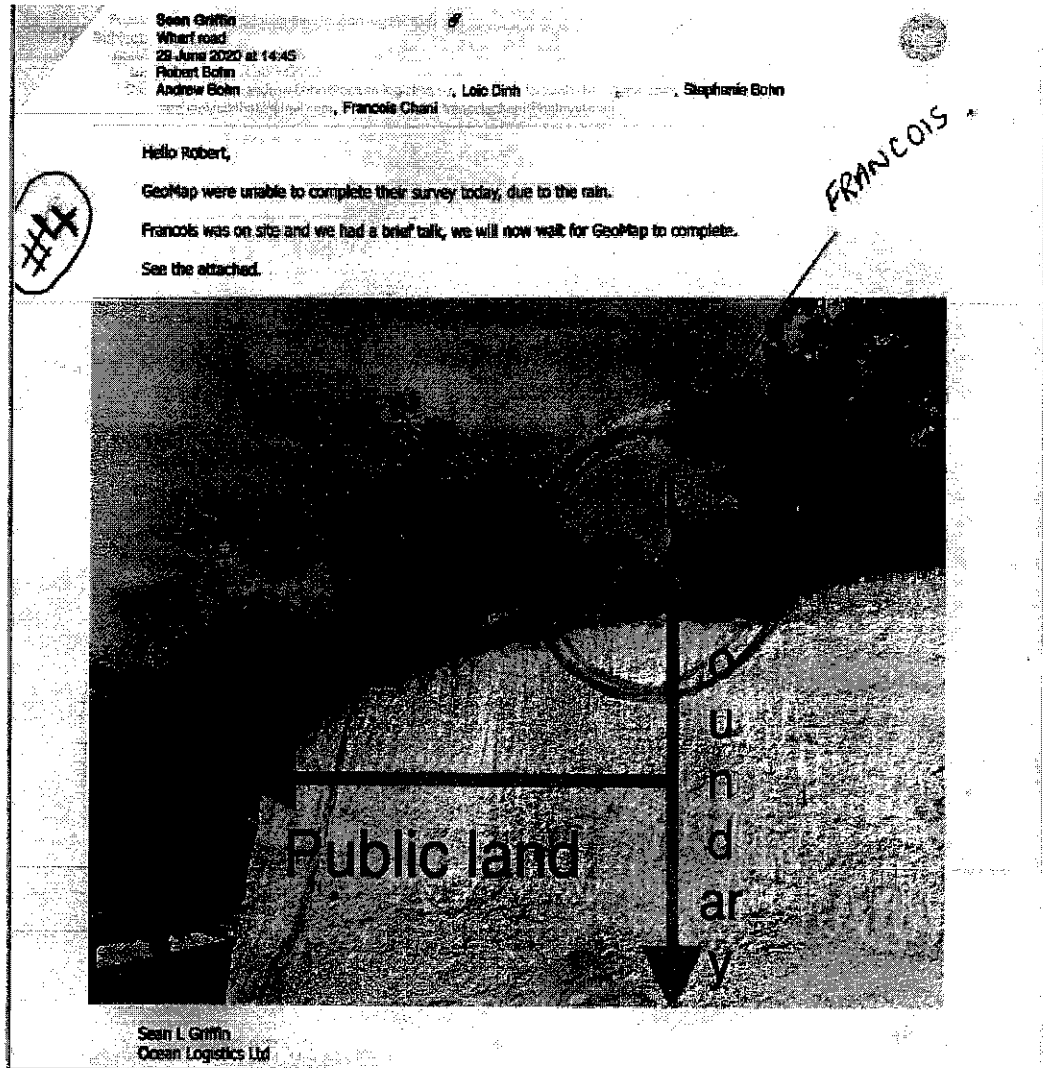 Sean Griffin
Wharf road
29 June 2020 at 14:45
Robert Bohn
Andrew Bohn , Loic Dinh , , Stephanie Bohn
, Francois Chani
FRANCOIS
Hello Robert,
#4
GeoMap were unable to complete their survey today, due to the rain.
Francois was on site and we had a brief talk, we will now wait for GeoMap to complete.
See the attached.
o
u
n
d
ar
y
Public land
Sean L Griffin
Ocean Logistics Ltd